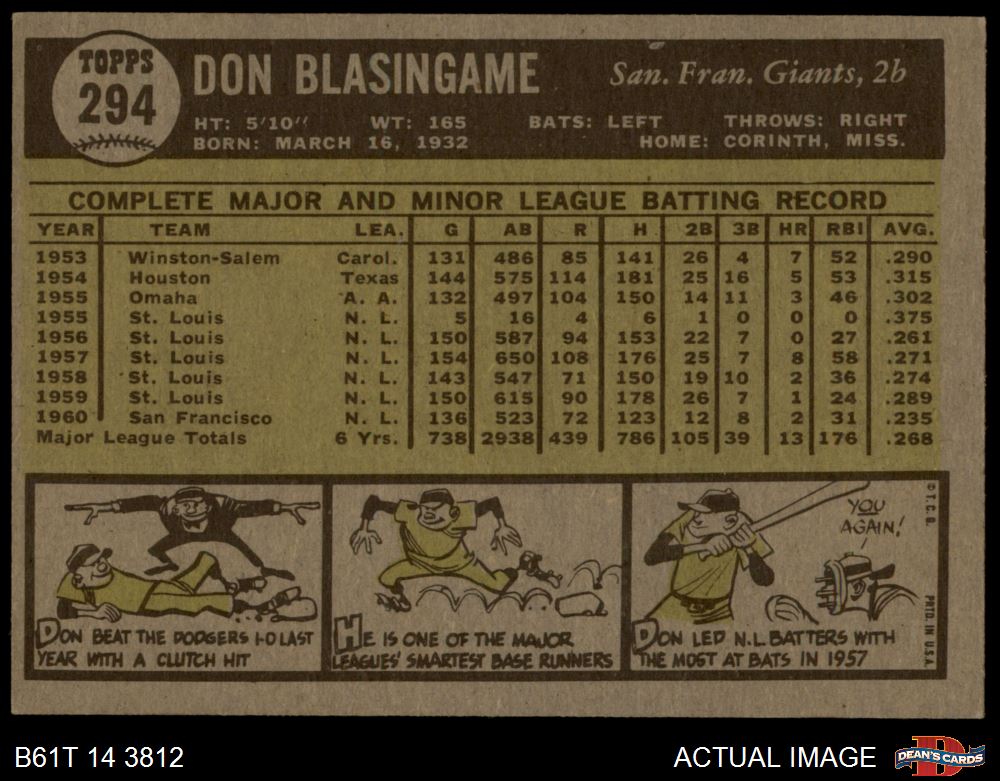 TOPPS
294
DON BLASINGAME
San. Fran. Giants, 2b
HT: 5'10" WT: 165 BATS: LEFT THROWS: RIGHT
BORN: MARCH 16, 1932 HOME: CORINTH, MISS.
COMPLETE MAJOR AND MINOR LEAGUE BATTING RECORD
YEAR TEAM LEA. G AB R H 2B 3B HR RBI AVG.
1953 Winston-Salem Carol. 131 486 85 141 26 4 7 52 .290
1954 Houston Texas 144 575 114 181 25 16 5 53 .315
1955 Omaha A. A. 132 497 104 150 14 11 3 46 .302
1955 St. Louis N. L. 5 16 4 6 1 0 0 0 .375
1956 St. Louis N. L. 150 587 94 153 22 7 0 27 .261
1957 St. Louis N. L. 154 650 108 176 25 7 8 58 .271
1958 St. Louis N. L. 143 547 71 150 19 10 2 36 .274
1959 St. Louis N. L. 150 615 90 178 26 7 1 24 .289
1960 San Francisco N. L. 136 523 72 123 12 8 2 31 .235
Major League Totals 6 Yrs. 738 2938 439 786 105 39 13 176 .268
DON BEAT THE DODGERS 1-0 LAST
YEAR WITH A CLUTCH HIT
HE IS ONE OF THE MAJOR
LEAGUES' SMARTEST BASE RUNNERS
YOU
AGAIN!
DON LED N.L. BATTERS WITH
THE MOST AT BATS IN 1957
© T.C.G.
PRTD. IN U.S.A.
B61T 14 3812
ACTUAL IMAGE
D
DEAN'S CARDS